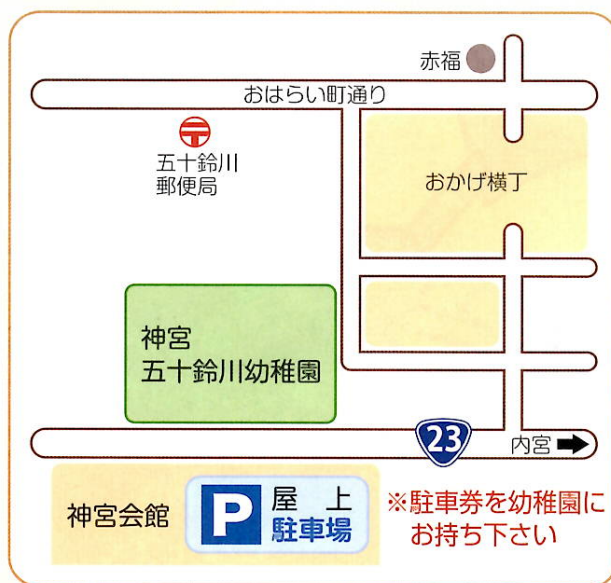 赤福
おはらい町通り
五十鈴川
郵便局
おかげ横丁
神宮
五十鈴川幼稚園
23
内宮
神宮会館
P
屋上
駐車場
※駐車券を幼稚園に
お持ち下さい